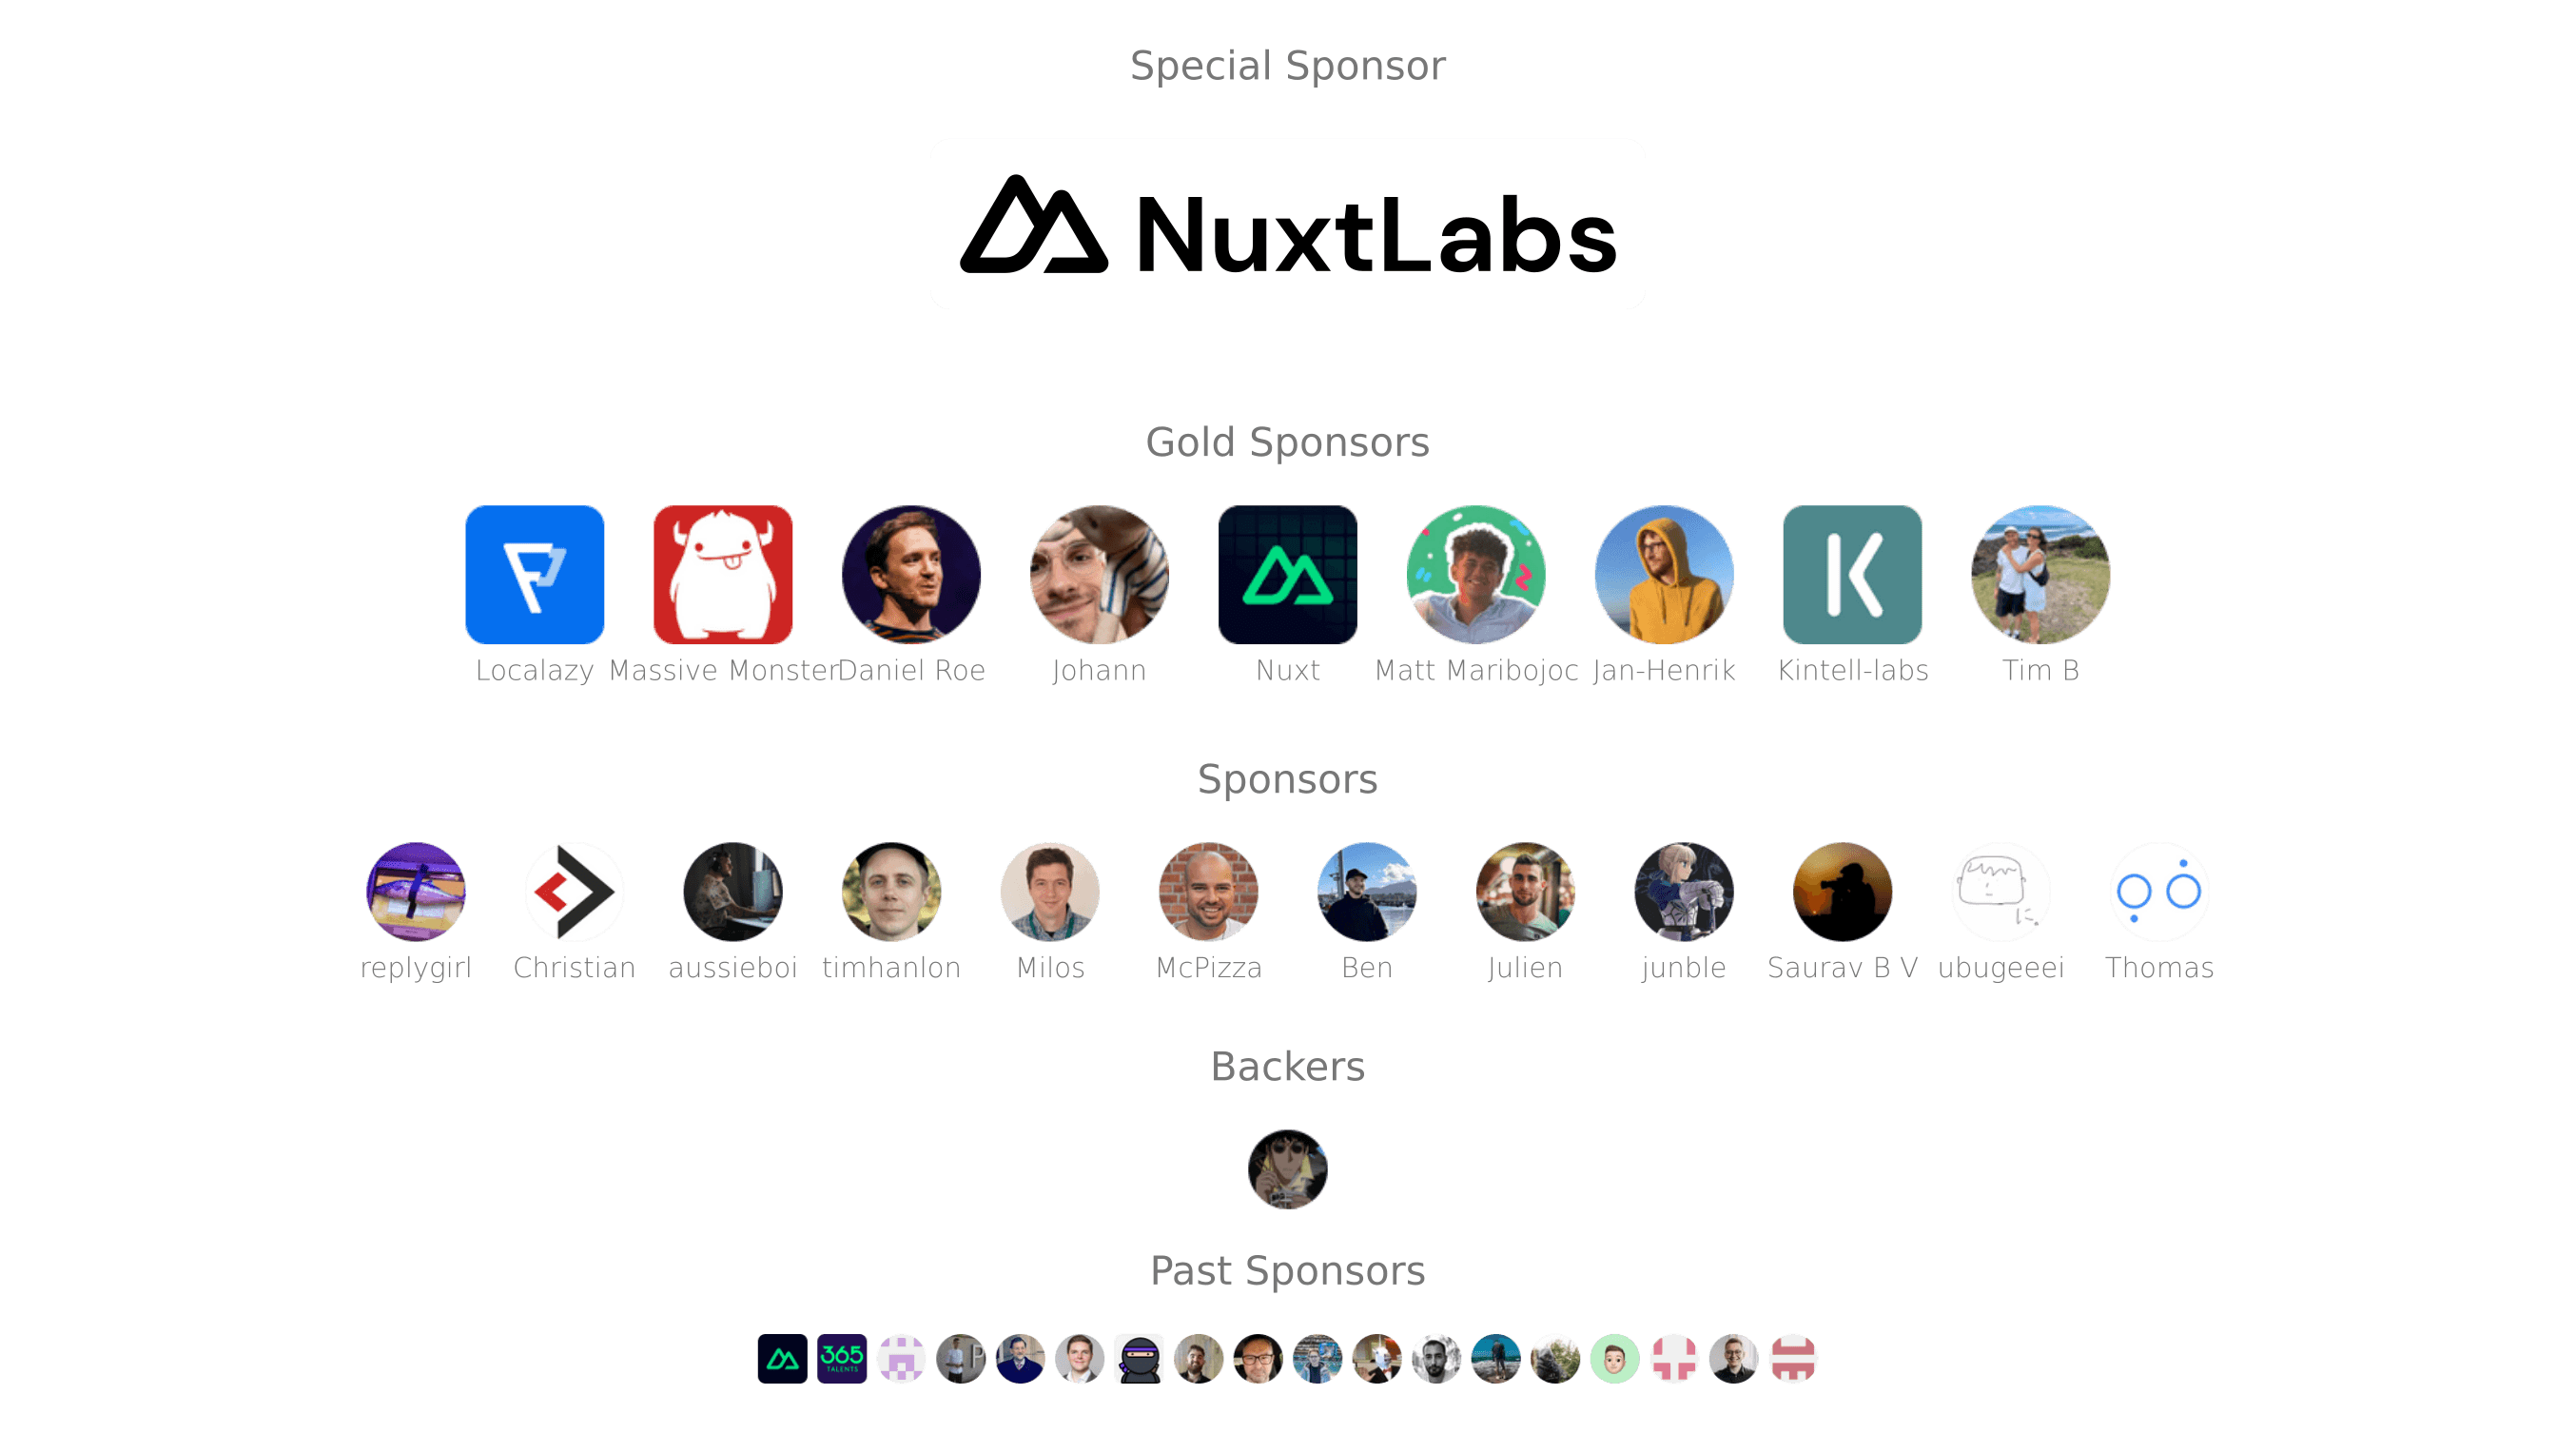 Special Sponsor
NuxtLabs
Gold Sponsors
Localazy Massive Monster Daniel Roe Johann Nuxt Matt Maribojoc Jan-Henrik Kintell-labs Tim B
Sponsors
replygirl Christian aussieboi timhanlon Milos McPizza Ben Julien junble Saurav B V ubugeeei Thomas
Backers
Past Sponsors
365
TALENTS